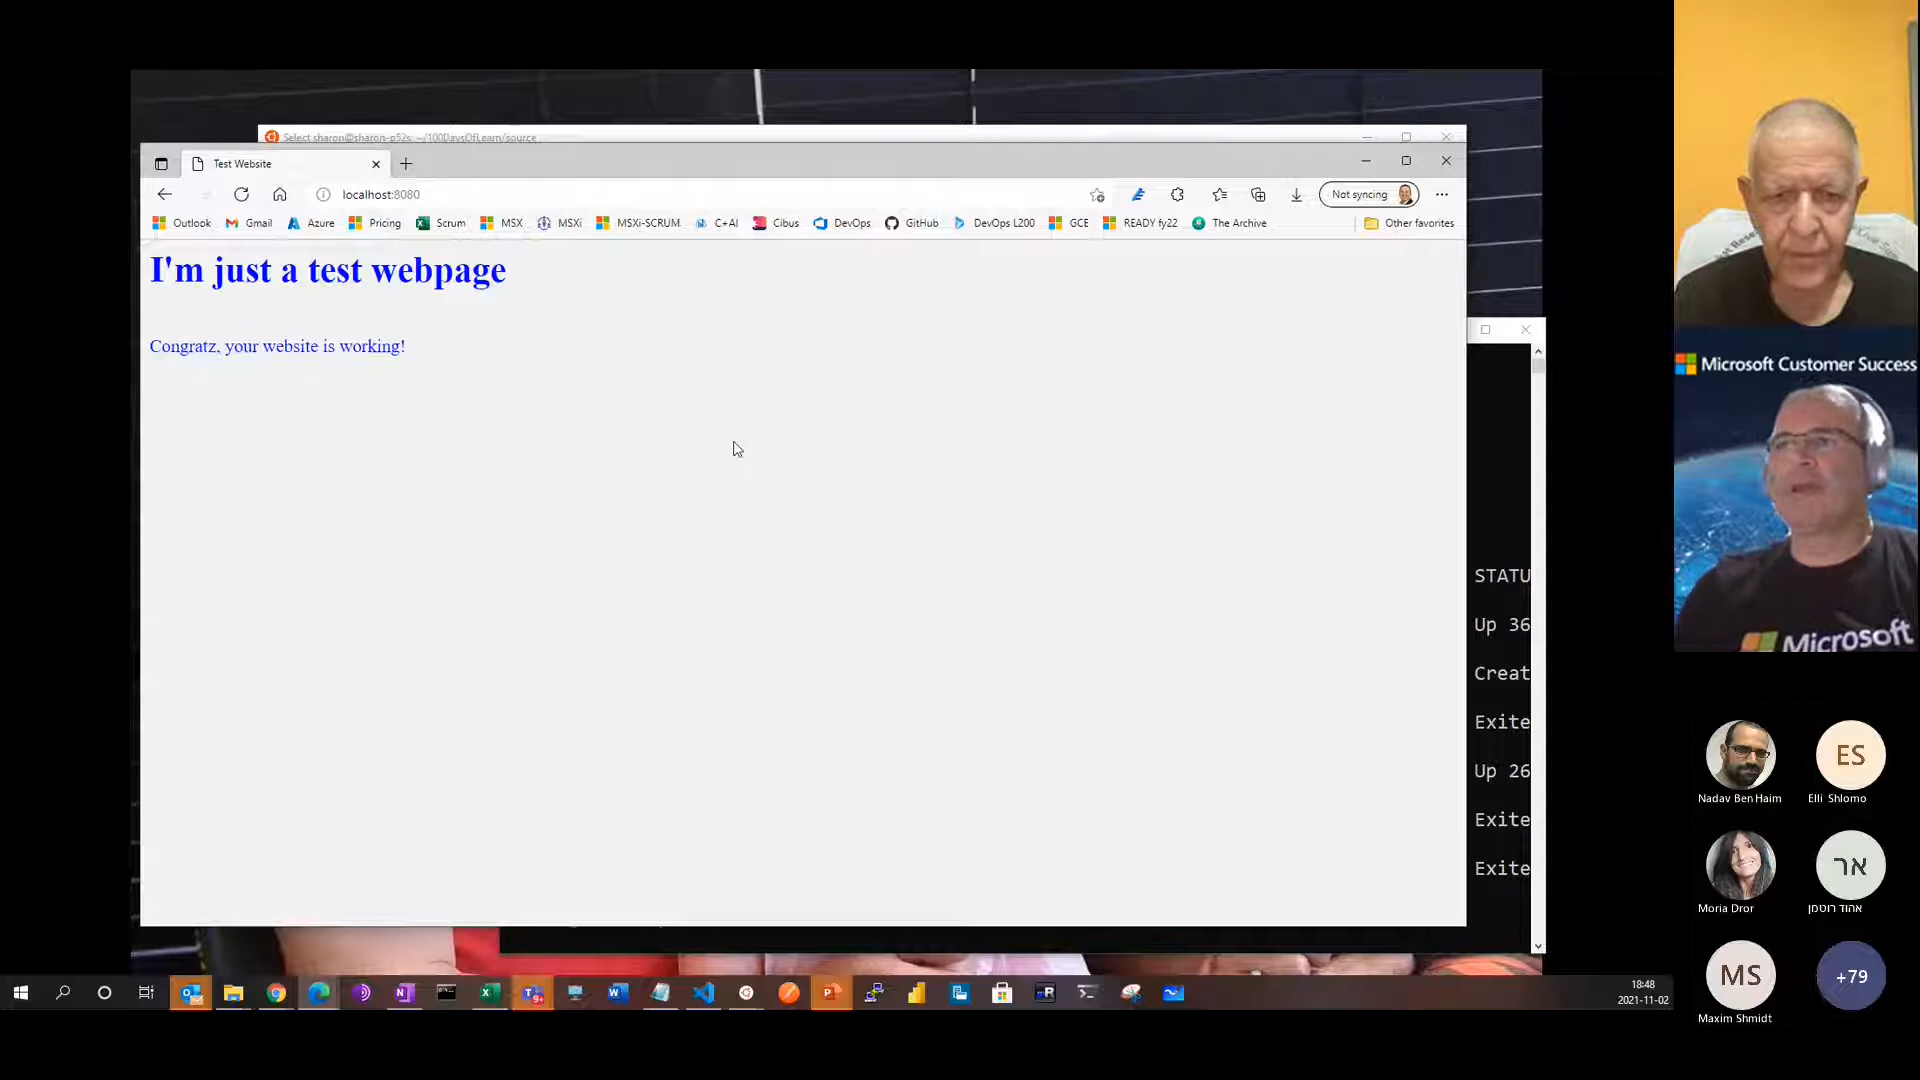 Select sharon@sharon-p52s: ~/100DaysOfLearn/source
Test Website
localhost:8080
Not syncing
Outlook
Gmail
Azure
Pricing
Scrum
MSX
MSXi
MSXi-SCRUM
C+AI
Cibus
DevOps
GitHub
DevOps L200
GCE
READY fy22
The Archive
Other favorites
I'm just a test webpage
Congratz, your website is working!
STATU
Up 36
Creat
Exite
Up 26
Exite
Exite
18:48
2021-11-02
Microsoft Customer Success
Microsoft
Nadav Ben Haim
ES
Elli Shlomo
Moria Dror
אר
אהוד רוטמן
MS
Maxim Shmidt
+79